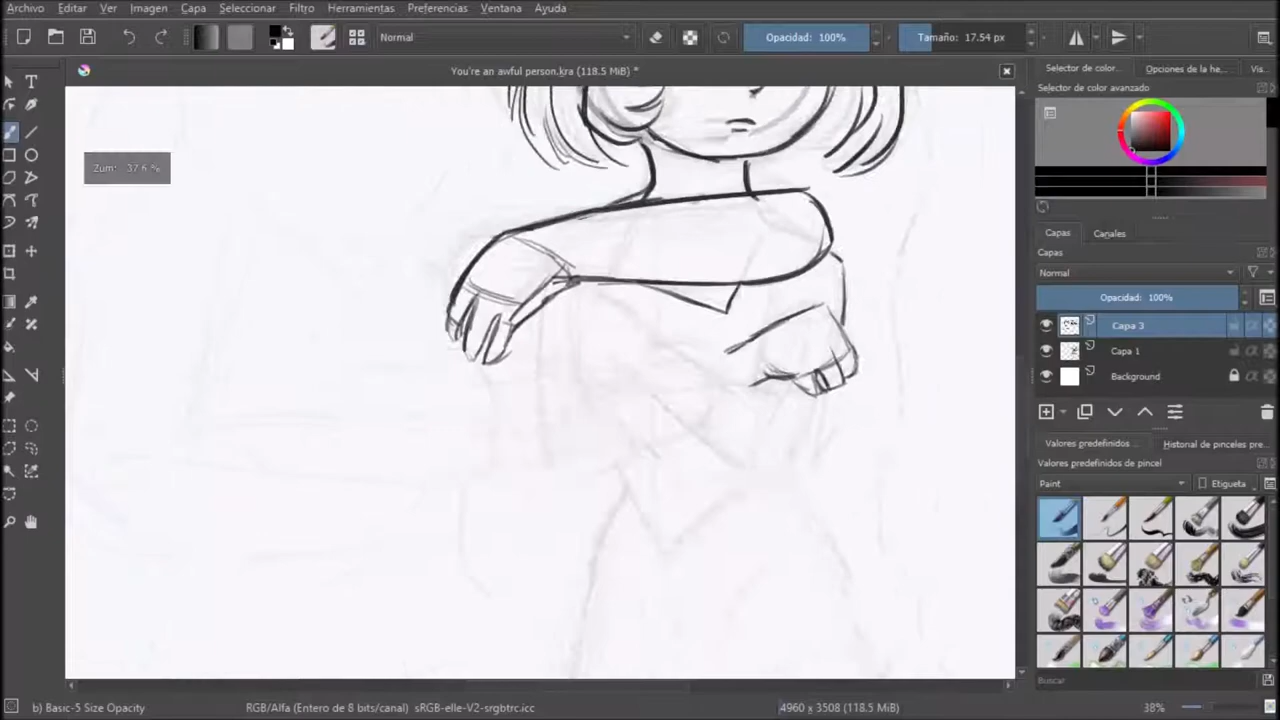 Archivo Editar Ver Imagen Capa Seleccionar Filtro Herramientas Preferencias Ventana Ayuda
Normal Opacidad: 100% Tamaño: 17.54 px
You're an awful person.kra (118.5 MiB) *
Selector de color... Opciones de la he... Vis...
Selector de color avanzado
Zum: 37.6 %
Capas Canales
Capas
Normal
Opacidad: 100%
Capa 3
Capa 1
Background
Valores predefinidos ... Historial de pinceles pre...
Valores predefinidos de pincel
Paint Etiqueta
Buscar
b) Basic-5 Size Opacity RGB/Alfa (Entero de 8 bits/canal) sRGB-elle-V2-srgbtrc.icc 4960 x 3508 (118.5 MiB) 38%